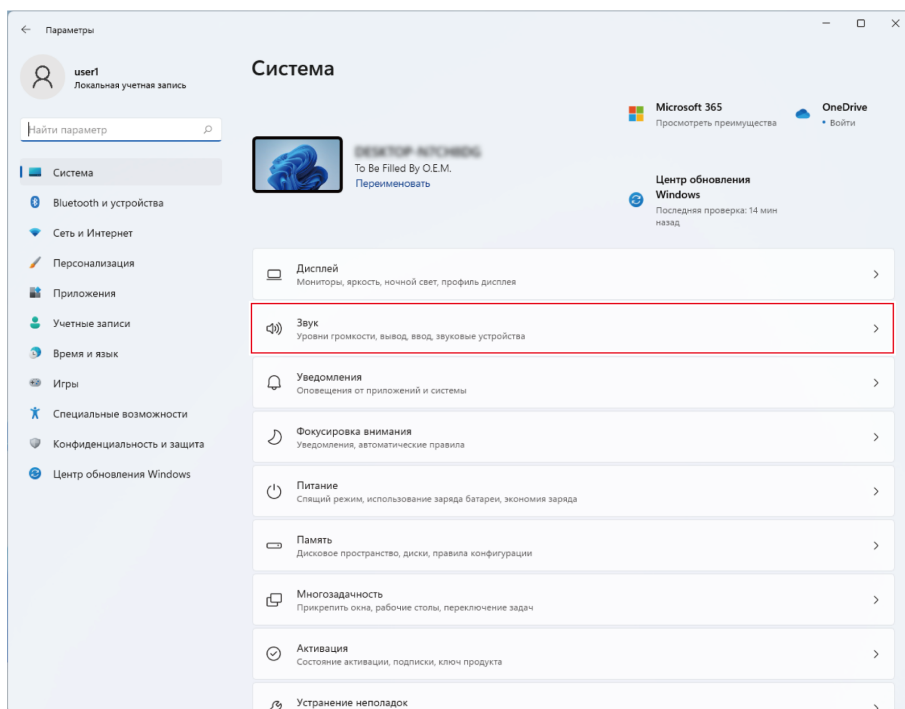 Параметры
user1
Локальная учетная запись
Найти параметр
Система
Bluetooth и устройства
Сеть и Интернет
Персонализация
Приложения
Учетные записи
Время и язык
Игры
Специальные возможности
Конфиденциальность и защита
Центр обновления Windows
Система
To Be Filled By O.E.M.
Переименовать
Microsoft 365
Просмотреть преимущества
OneDrive
• Войти
Центр обновления
Windows
Последняя проверка: 14 мин
назад
Дисплей
Мониторы, яркость, ночной свет, профиль дисплея
Звук
Уровни громкости, вывод, ввод, звуковые устройства
Уведомления
Оповещения от приложений и системы
Фокусировка внимания
Уведомления, автоматические правила
Питание
Спящий режим, использование заряда батареи, экономия заряда
Память
Дисковое пространство, диски, правила конфигурации
Многозадачность
Прикрепить окна, рабочие столы, переключение задач
Активация
Состояние активации, подписки, ключ продукта
Устранение неполадок